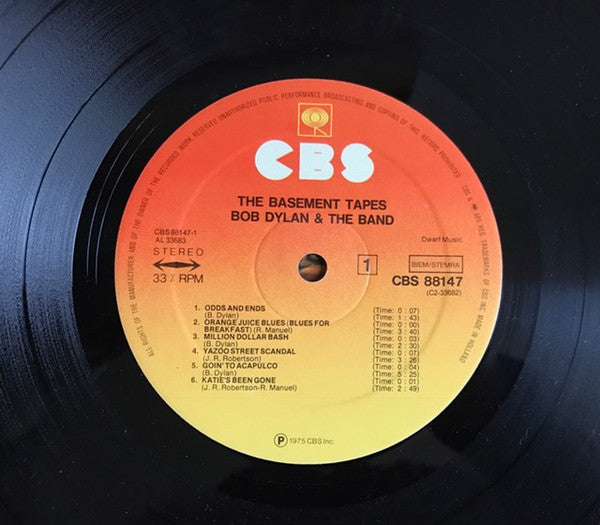 ALL RIGHTS OF THE MANUFACTURER AND OF THE OWNER OF THE RECORDED WORK RESERVED UNAUTHORIZED PUBLIC PERFORMANCE BROADCASTING AND COPYING OF THIS RECORD PROHIBITED
CBS & ARE REG. TRADEMARKS OF CBS INC. MADE IN HOLLAND
CBS
THE BASEMENT TAPES
BOB DYLAN & THE BAND
CBS 88147-1
AL 33683
STEREO
33 / RPM
1
Dwarf Music
BIEM/STEMRA
CBS 88147
(C2-33682)
1. ODDS AND ENDS (Time: 0:07)
(B. Dylan) (Time: 1:43)
2. ORANGE JUICE BLUES (BLUES FOR (Time: 0:00)
BREAKFAST) (R. Manuel) (Time: 3:40)
3. MILLION DOLLAR BASH (Time: 0:03)
(B. Dylan) (Time: 2:30)
4. YAZOO STREET SCANDAL (Time: 0:07)
(J. R. Robertson) (Time: 3:26)
5. GOIN' TO ACAPULCO (Time: 0:04)
(B. Dylan) (Time: 5:25)
6. KATIE'S BEEN GONE (Time: 0:01)
(J. R. Robertson-R. Manuel) (Time: 2:49)
Ⓟ 1975 CBS Inc.